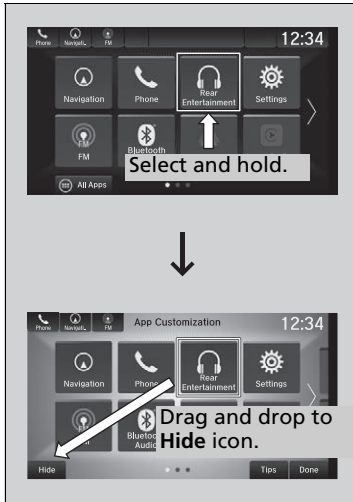 Phone Navigati.. FM
12:34
Navigation
Phone
Rear
Entertainment
Settings
FM
Bluetooth
Select and hold.
All Apps
Phone Navigati.. FM
App Customization
12:34
Navigation
Phone
Rear
Entertainment
Settings
Bluetooth
Audio
Drag and drop to
Hide icon.
Hide
Tips
Done